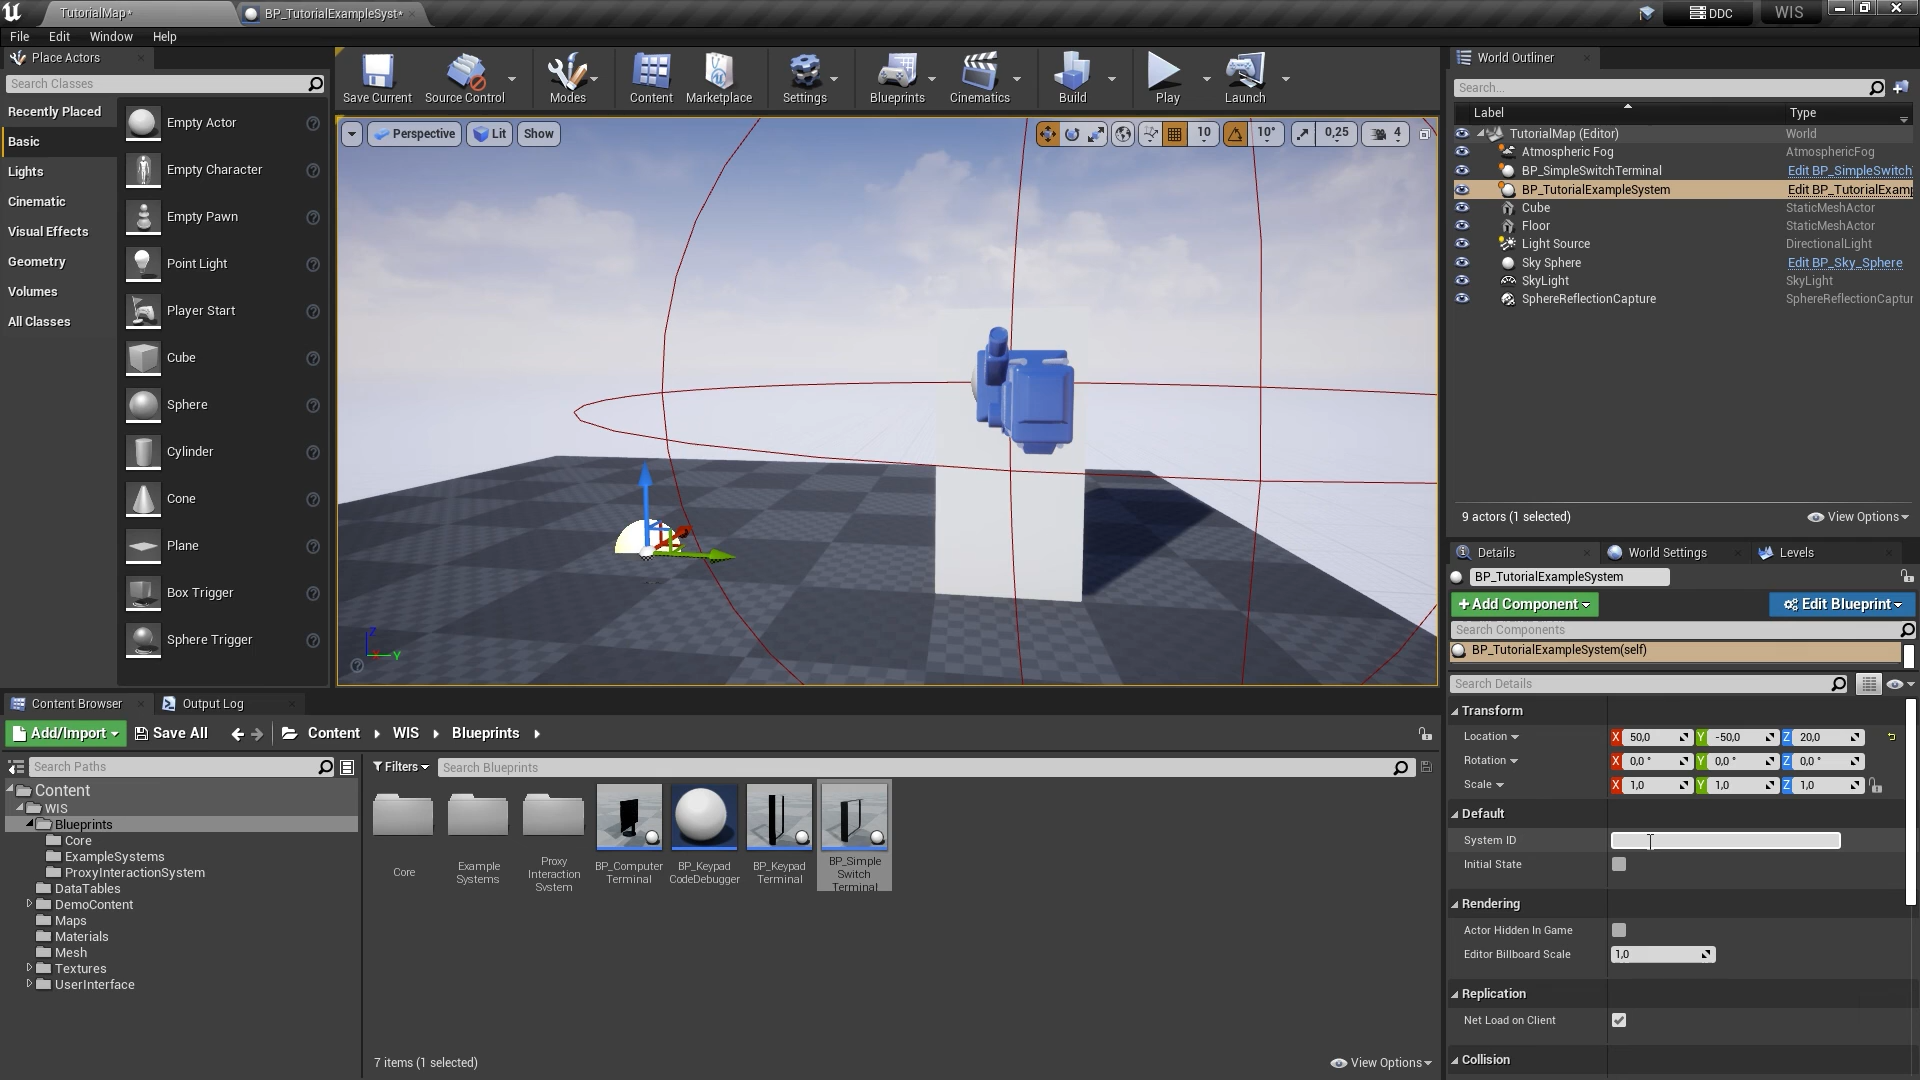 TutorialMap*
BP_TutorialExampleSyst*
DDC
WIS
File Edit Window Help
Place Actors
Search Classes
Recently Placed
Basic
Lights
Cinematic
Visual Effects
Geometry
Volumes
All Classes
Empty Actor
Empty Character
Empty Pawn
Point Light
Player Start
Cube
Sphere
Cylinder
Cone
Plane
Box Trigger
Sphere Trigger
Save Current
Source Control
Modes
Content
Marketplace
Settings
Blueprints
Cinematics
Build
Play
Launch
Perspective Lit Show
10 10° 0,25 4
Z
Y
World Outliner
Search...
Label Type
TutorialMap (Editor) World
Atmospheric Fog AtmosphericFog
BP_SimpleSwitchTerminal Edit BP_SimpleSwitch
BP_TutorialExampleSystem Edit BP_TutorialExamp
Cube StaticMeshActor
Floor StaticMeshActor
Light Source DirectionalLight
Sky Sphere Edit BP_Sky_Sphere
SkyLight SkyLight
SphereReflectionCapture SphereReflectionCaptur
9 actors (1 selected) View Options
Details World Settings Levels
BP_TutorialExampleSystem
+Add Component Edit Blueprint
Search Components
BP_TutorialExampleSystem(self)
Search Details
Transform
Location X 50,0 Y -50,0 Z 20,0
Rotation X 0,0 ° Y 0,0 ° Z 0,0 °
Scale X 1,0 Y 1,0 Z 1,0
Default
System ID
Initial State
Rendering
Actor Hidden In Game
Editor Billboard Scale 1,0
Replication
Net Load on Client
Collision
Content Browser Output Log
Add/Import Save All Content WIS Blueprints
Search Paths
Filters Search Blueprints
Content
WIS
Blueprints
Core
ExampleSystems
ProxyInteractionSystem
DataTables
DemoContent
Maps
Materials
Mesh
Textures
UserInterface
Core
Example
Systems
Proxy
Interaction
System
BP_Computer
Terminal
BP_Keypad
CodeDebugger
BP_Keypad
Terminal
BP_Simple
Switch
Terminal
7 items (1 selected) View Options